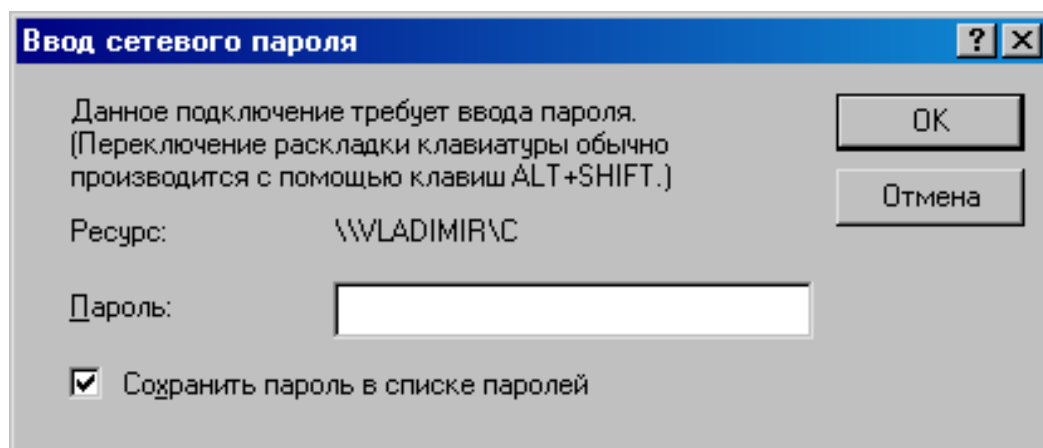 Ввод сетевого пароля
Данное подключение требует ввода пароля.
(Переключение раскладки клавиатуры обычно
производится с помощью клавиш ALT+SHIFT.)
OK
Отмена
Ресурс: \\VLADIMIR\C
Пароль:
Сохранить пароль в списке паролей